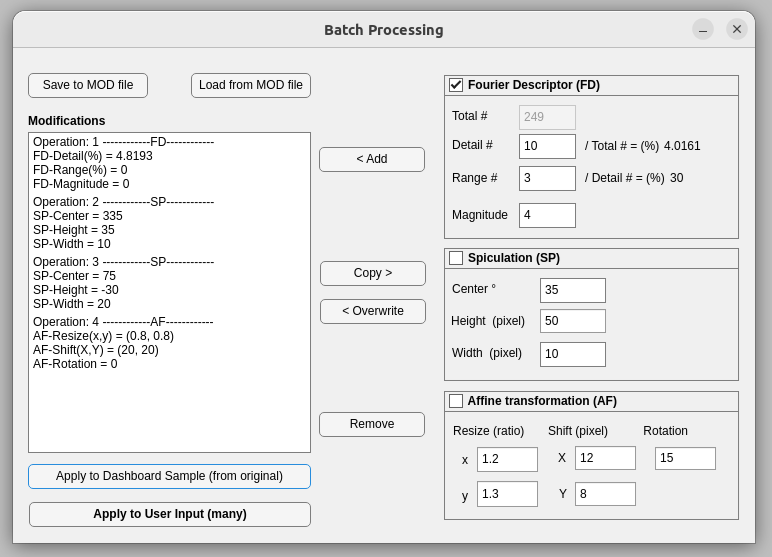 Batch Processing
Save to MOD file
Load from MOD file
Modifications
Operation: 1 ------------FD------------
FD-Detail(%) = 4.8193
FD-Range(%) = 0
FD-Magnitude = 0
Operation: 2 ------------SP------------
SP-Center = 335
SP-Height = 35
SP-Width = 10
Operation: 3 ------------SP------------
SP-Center = 75
SP-Height = -30
SP-Width = 20
Operation: 4 ------------AF------------
AF-Resize(x,y) = (0.8, 0.8)
AF-Shift(X,Y) = (20, 20)
AF-Rotation = 0
Apply to Dashboard Sample (from original)
Apply to User Input (many)
< Add
Copy >
< Overwrite
Remove
Fourier Descriptor (FD)
Total # 249
Detail # 10 / Total # = (%) 4.0161
Range # 3 / Detail # = (%) 30
Magnitude 4
Spiculation (SP)
Center ° 35
Height (pixel) 50
Width (pixel) 10
Affine transformation (AF)
Resize (ratio) Shift (pixel) Rotation
x 1.2 X 12 15
y 1.3 Y 8